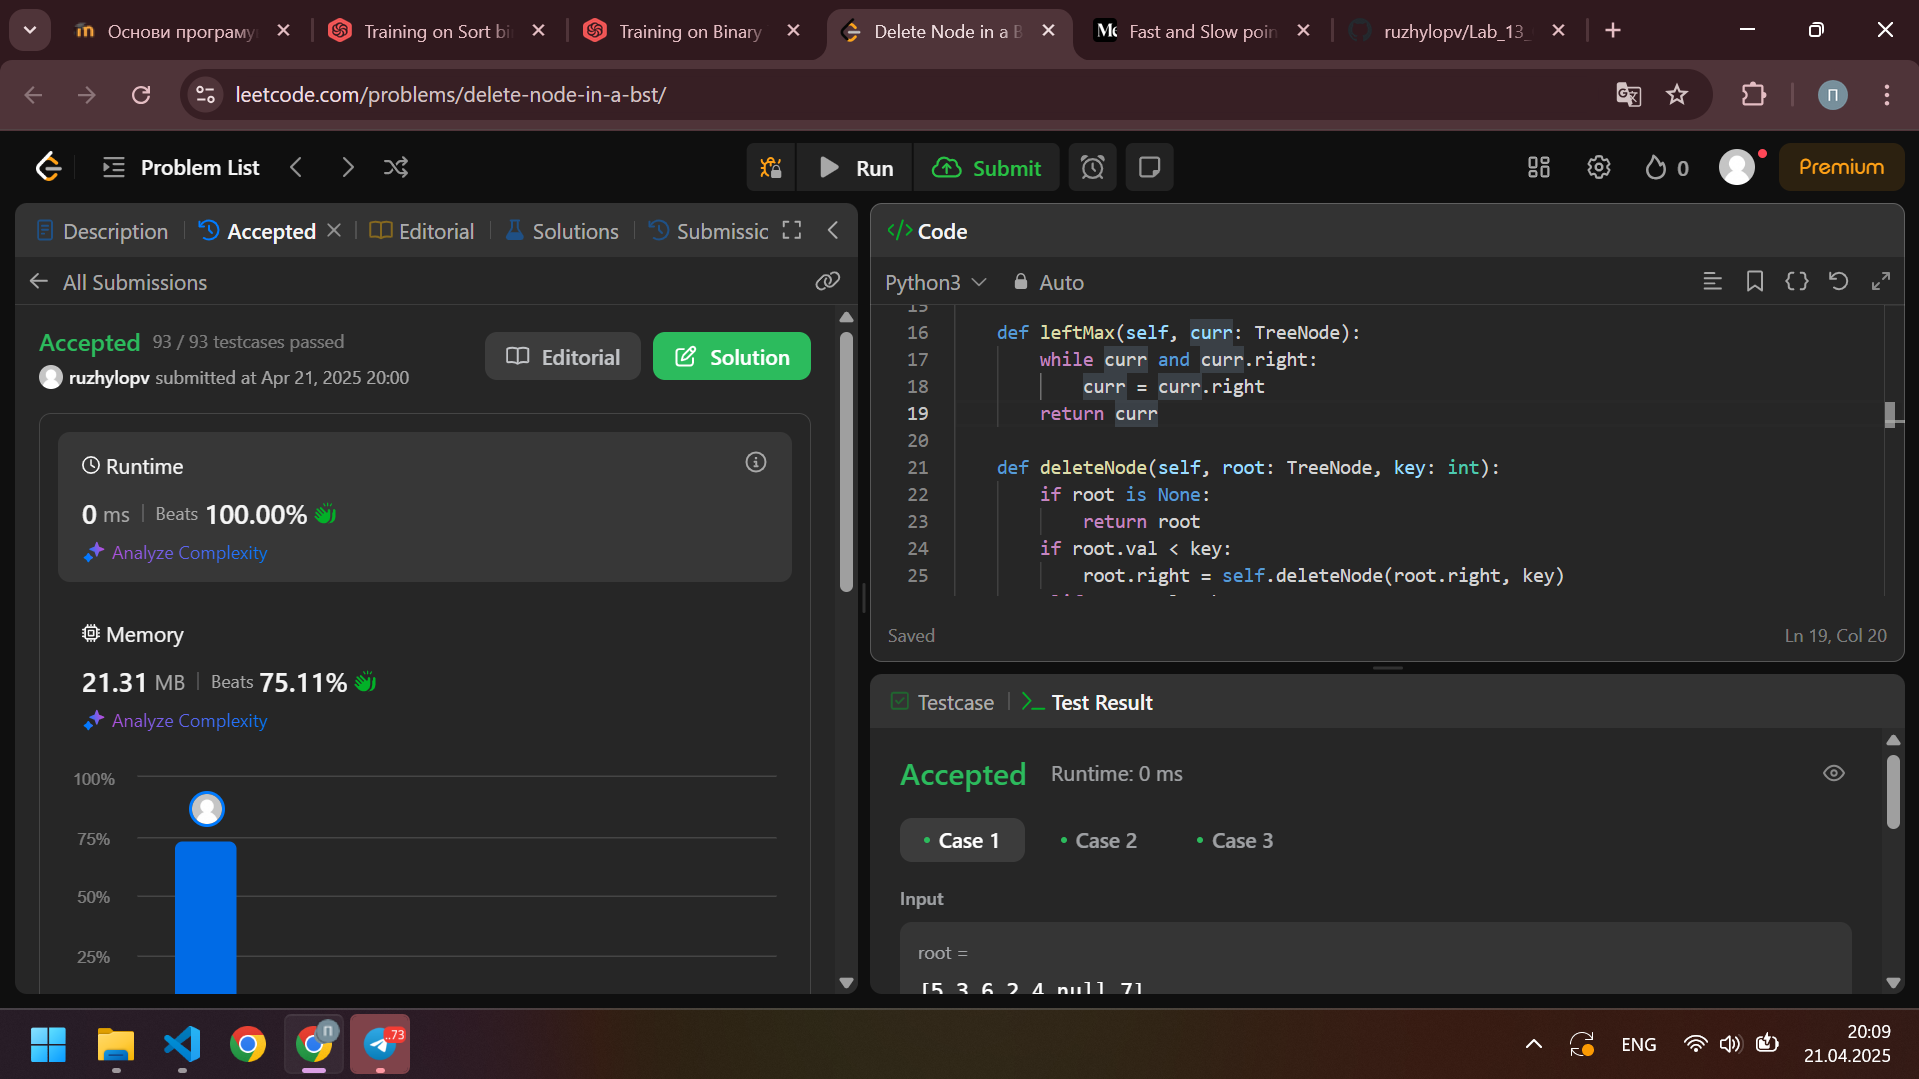 Основи програму
Training on Sort bi
Training on Binary
Delete Node in a B
Fast and Slow poin
ruzhylopv/Lab_13_
leetcode.com/problems/delete-node-in-a-bst/
П
Problem List
Run
Submit
0
Premium
Description
Accepted
Editorial
Solutions
Submissic
All Submissions
Accepted 93 / 93 testcases passed
ruzhylopv submitted at Apr 21, 2025 20:00
Editorial
Solution
Runtime
0 ms Beats 100.00%
Analyze Complexity
Memory
21.31 MB Beats 75.11%
Analyze Complexity
100%
75%
50%
25%
</> Code
Python3
Auto
15
16 def leftMax(self, curr: TreeNode):
17 while curr and curr.right:
18 curr = curr.right
19 return curr
20
21 def deleteNode(self, root: TreeNode, key: int):
22 if root is None:
23 return root
24 if root.val < key:
25 root.right = self.deleteNode(root.right, key)
Saved
Ln 19, Col 20
Testcase
Test Result
Accepted Runtime: 0 ms
Case 1
Case 2
Case 3
Input
root =
[5,3,6,2,4,null,7]
П
..73
ENG
20:09
21.04.2025